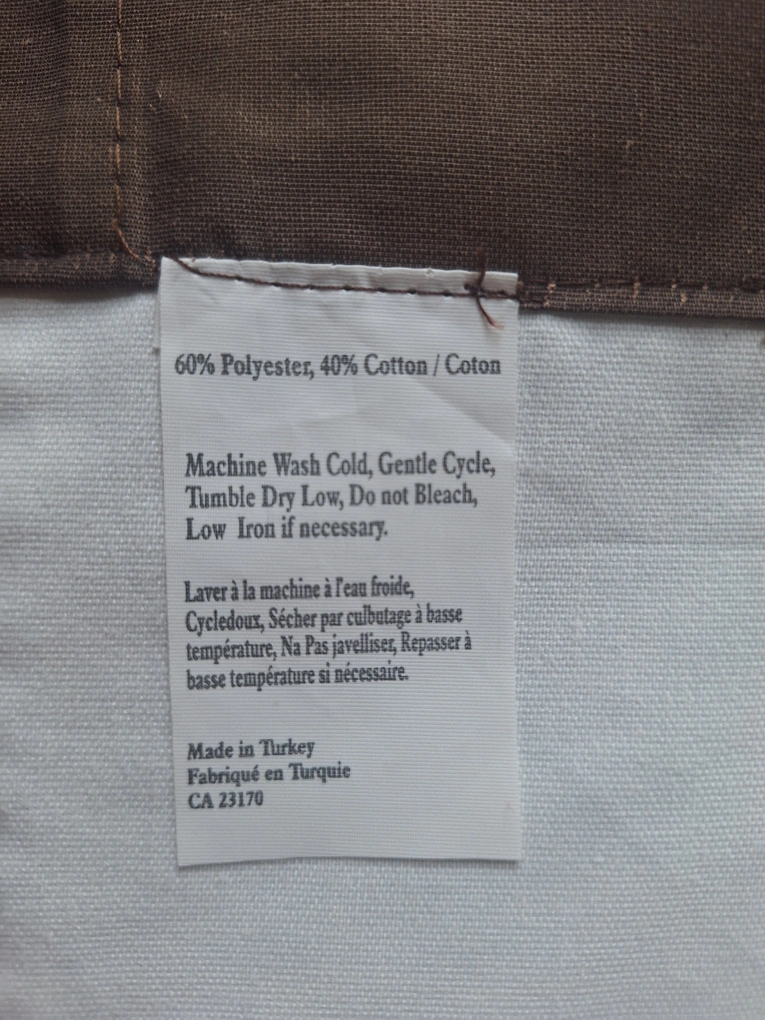 60% Polyester, 40% Cotton / Coton
Machine Wash Cold, Gentle Cycle,
Tumble Dry Low, Do not Bleach,
Low Iron if necessary.
Laver à la machine à l'eau froide,
Cycledoux, Sécher par culbutage à basse
température, Na Pas javelliser, Repasser à
basse température si nécessaire.
Made in Turkey
Fabriqué en Turquie
CA 23170